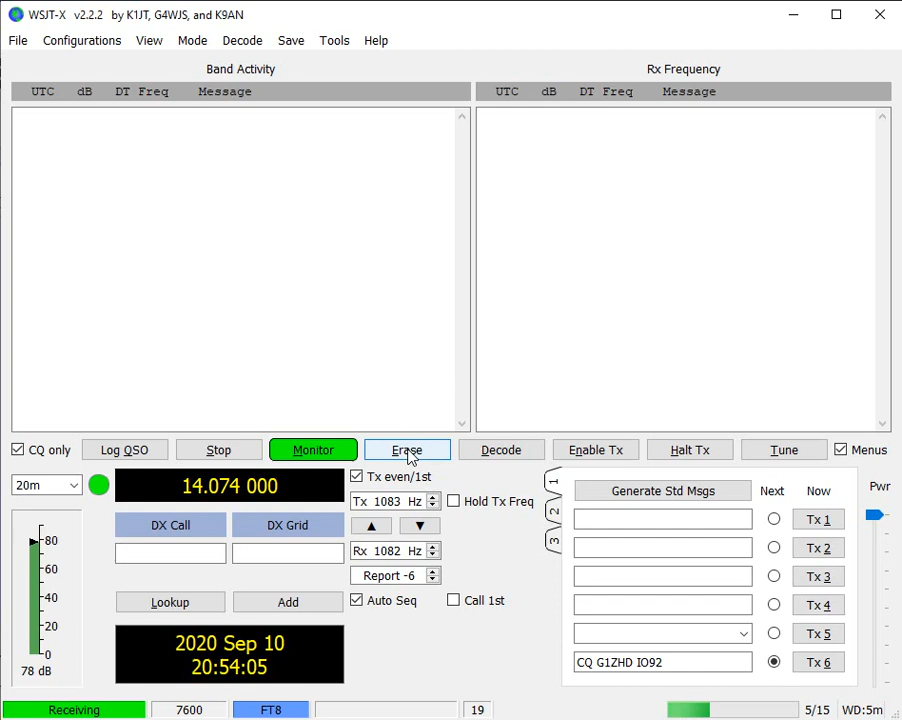 WSJT-X v2.2.2 by K1JT, G4WJS, and K9AN
File Configurations View Mode Decode Save Tools Help
Band Activity
Rx Frequency
UTC dB DT Freq Message
UTC dB DT Freq Message
CQ only Log QSO Stop Monitor Erase Decode Enable Tx Halt Tx Tune Menus
20m
14.074 000
Tx even/1st
Tx 1083 Hz
Hold Tx Freq
DX Call
DX Grid
Rx 1082 Hz
Report -6
Lookup
Add
Auto Seq
Call 1st
2020 Sep 10
20:54:05
80
60
40
20
0
78 dB
1
2
3
Generate Std Msgs Next Now
Tx 1
Tx 2
Tx 3
Tx 4
Tx 5
CQ G1ZHD IO92 Tx 6
Pwr
Receiving 7600 FT8 19 5/15 WD:5m